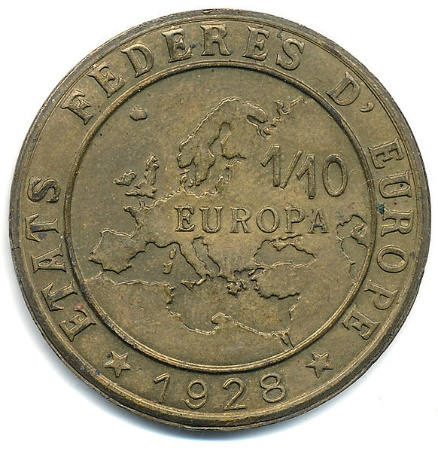 ETATS FEDERES D'EUROPE
1/10
EUROPA
1928